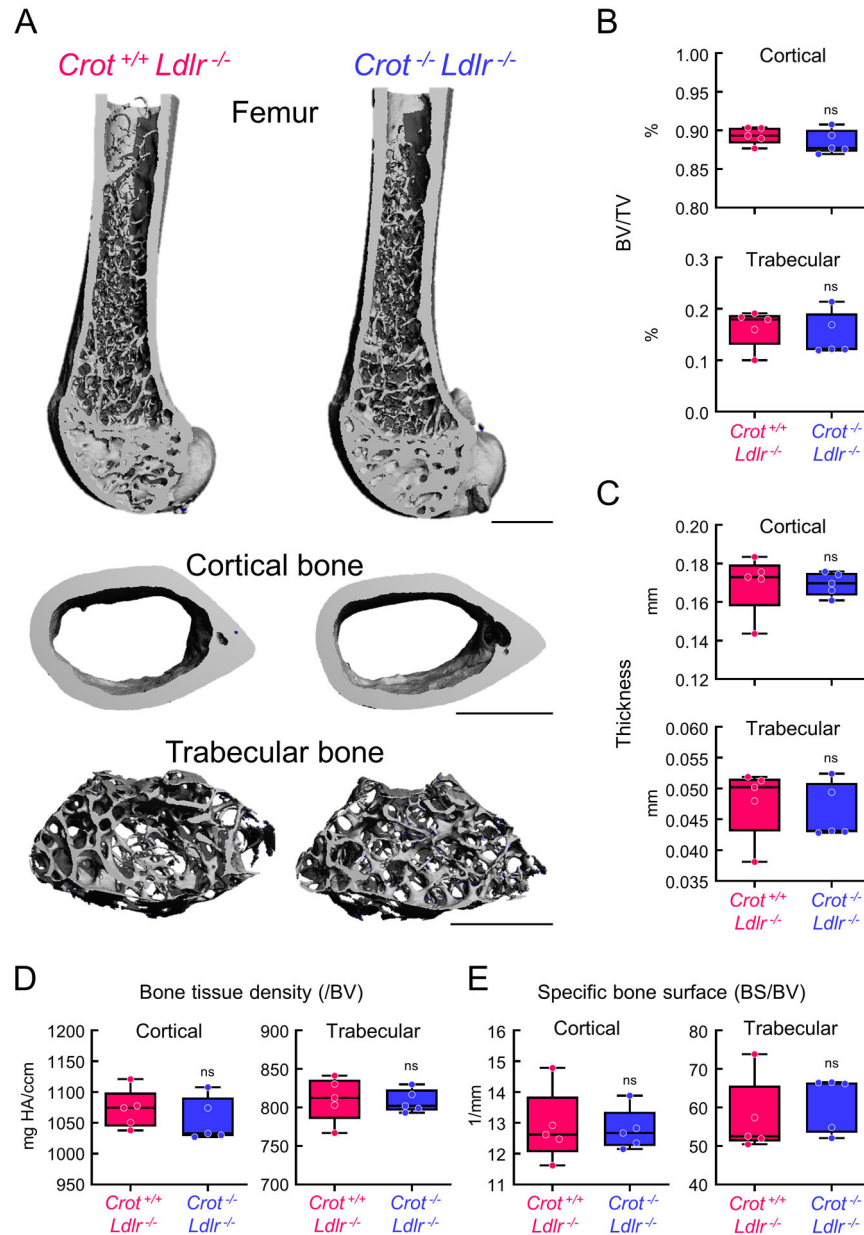 A
Crot +/+ Ldlr -/-
Crot -/- Ldlr -/-
Femur
Cortical bone
Trabecular bone
B
Cortical
1.00
0.95
0.90
0.85
0.80
%
ns
BV/TV
Trabecular
0.3
0.2
0.1
0.0
%
ns
Crot +/+
Ldlr -/-
Crot -/-
Ldlr -/-
C
Cortical
0.20
0.18
0.16
0.14
0.12
mm
ns
Thickness
Trabecular
0.060
0.055
0.050
0.045
0.040
0.035
mm
ns
Crot +/+
Ldlr -/-
Crot -/-
Ldlr -/-
D
Bone tissue density (/BV)
Cortical
1200
1150
1100
1050
1000
950
mg HA/ccm
ns
Crot +/+
Ldlr -/-
Crot -/-
Ldlr -/-
Trabecular
900
850
800
750
700
ns
Crot +/+
Ldlr -/-
Crot -/-
Ldlr -/-
E
Specific bone surface (BS/BV)
Cortical
16
15
14
13
12
11
1/mm
ns
Crot +/+
Ldlr -/-
Crot -/-
Ldlr -/-
Trabecular
80
70
60
50
40
ns
Crot +/+
Ldlr -/-
Crot -/-
Ldlr -/-